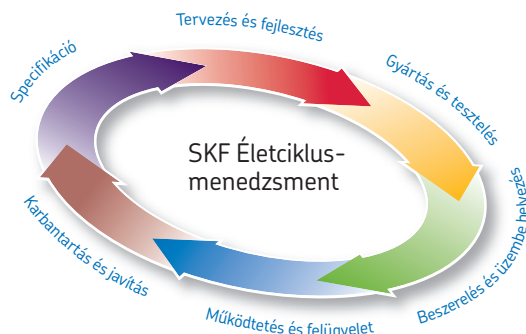 Tervezés és fejlesztés
Gyártás és tesztelés
Beszerelés és üzembe helyezés
Működtetés és felügyelet
Karbantartás és javítás
Specifikáció
SKF Életciklus-
menedzsment